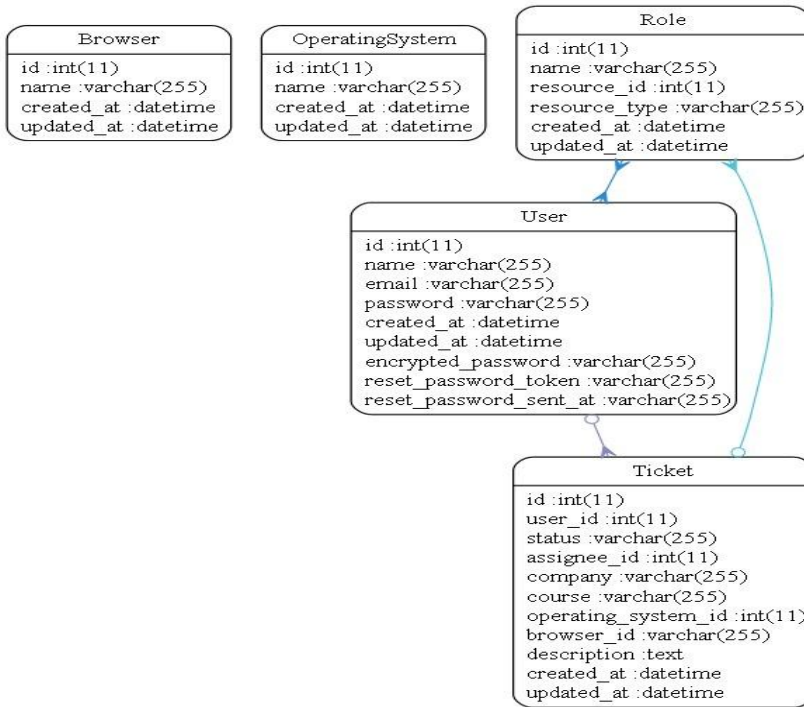 Browser
id :int(11)
name :varchar(255)
created_at :datetime
updated_at :datetime
OperatingSystem
id :int(11)
name :varchar(255)
created_at :datetime
updated_at :datetime
Role
id :int(11)
name :varchar(255)
resource_id :int(11)
resource_type :varchar(255)
created_at :datetime
updated_at :datetime
User
id :int(11)
name :varchar(255)
email :varchar(255)
password :varchar(255)
created_at :datetime
updated_at :datetime
encrypted_password :varchar(255)
reset_password_token :varchar(255)
reset_password_sent_at :varchar(255)
Ticket
id :int(11)
user_id :int(11)
status :varchar(255)
assignee_id :int(11)
company :varchar(255)
course :varchar(255)
operating_system_id :int(11)
browser_id :varchar(255)
description :text
created_at :datetime
updated_at :datetime